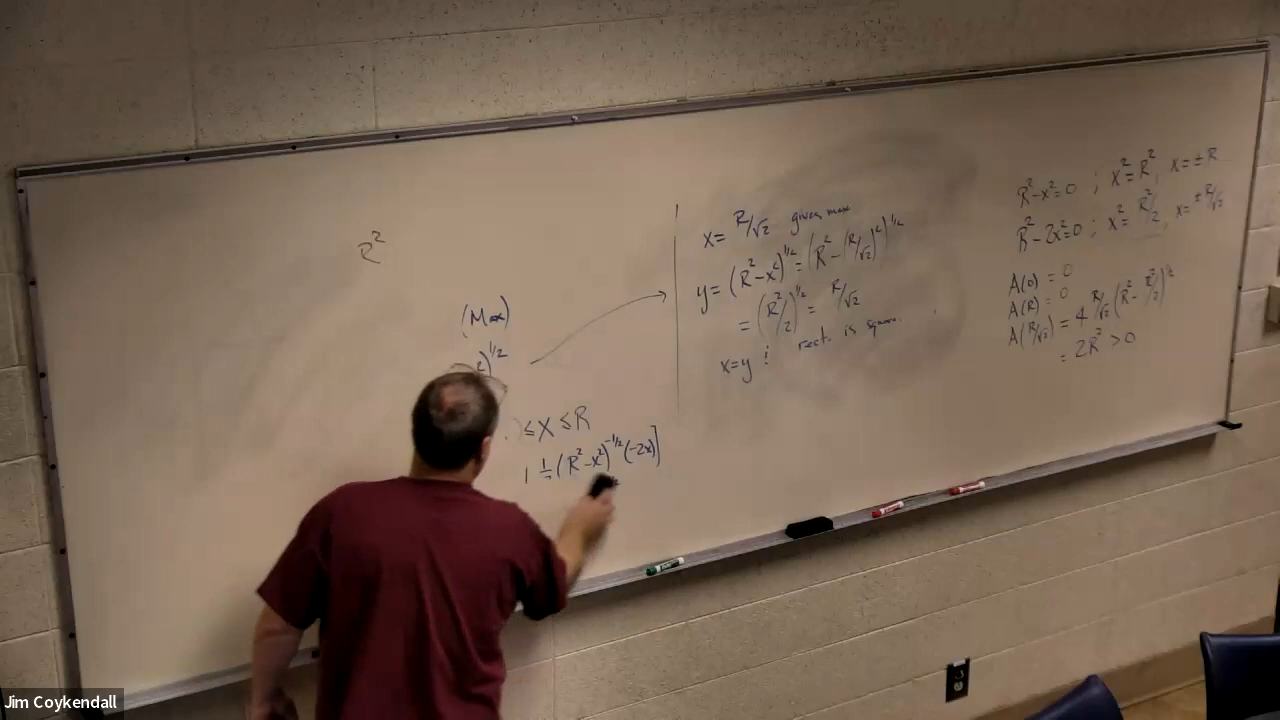 R²
(Max)
²)^1/2
≤ x ≤ R
1/2 (R²-x²)^-1/2 (-2x)]
x = R/√2 gives max
y = (R²-x²)^1/2 = (R²-(R/√2)²)^1/2
= (R²/2)^1/2 = R/√2
x=y ! rect. is square.
R²-x²=0 ; x²=R², x=±R
R²-2x²=0 ; x²=R²/2, x=±R/√2
A(0) = 0
A(R) = 0
A(R/√2) = 4 R/√2 (R²-R²/2)^1/2
= 2R² > 0
Jim Coykendall